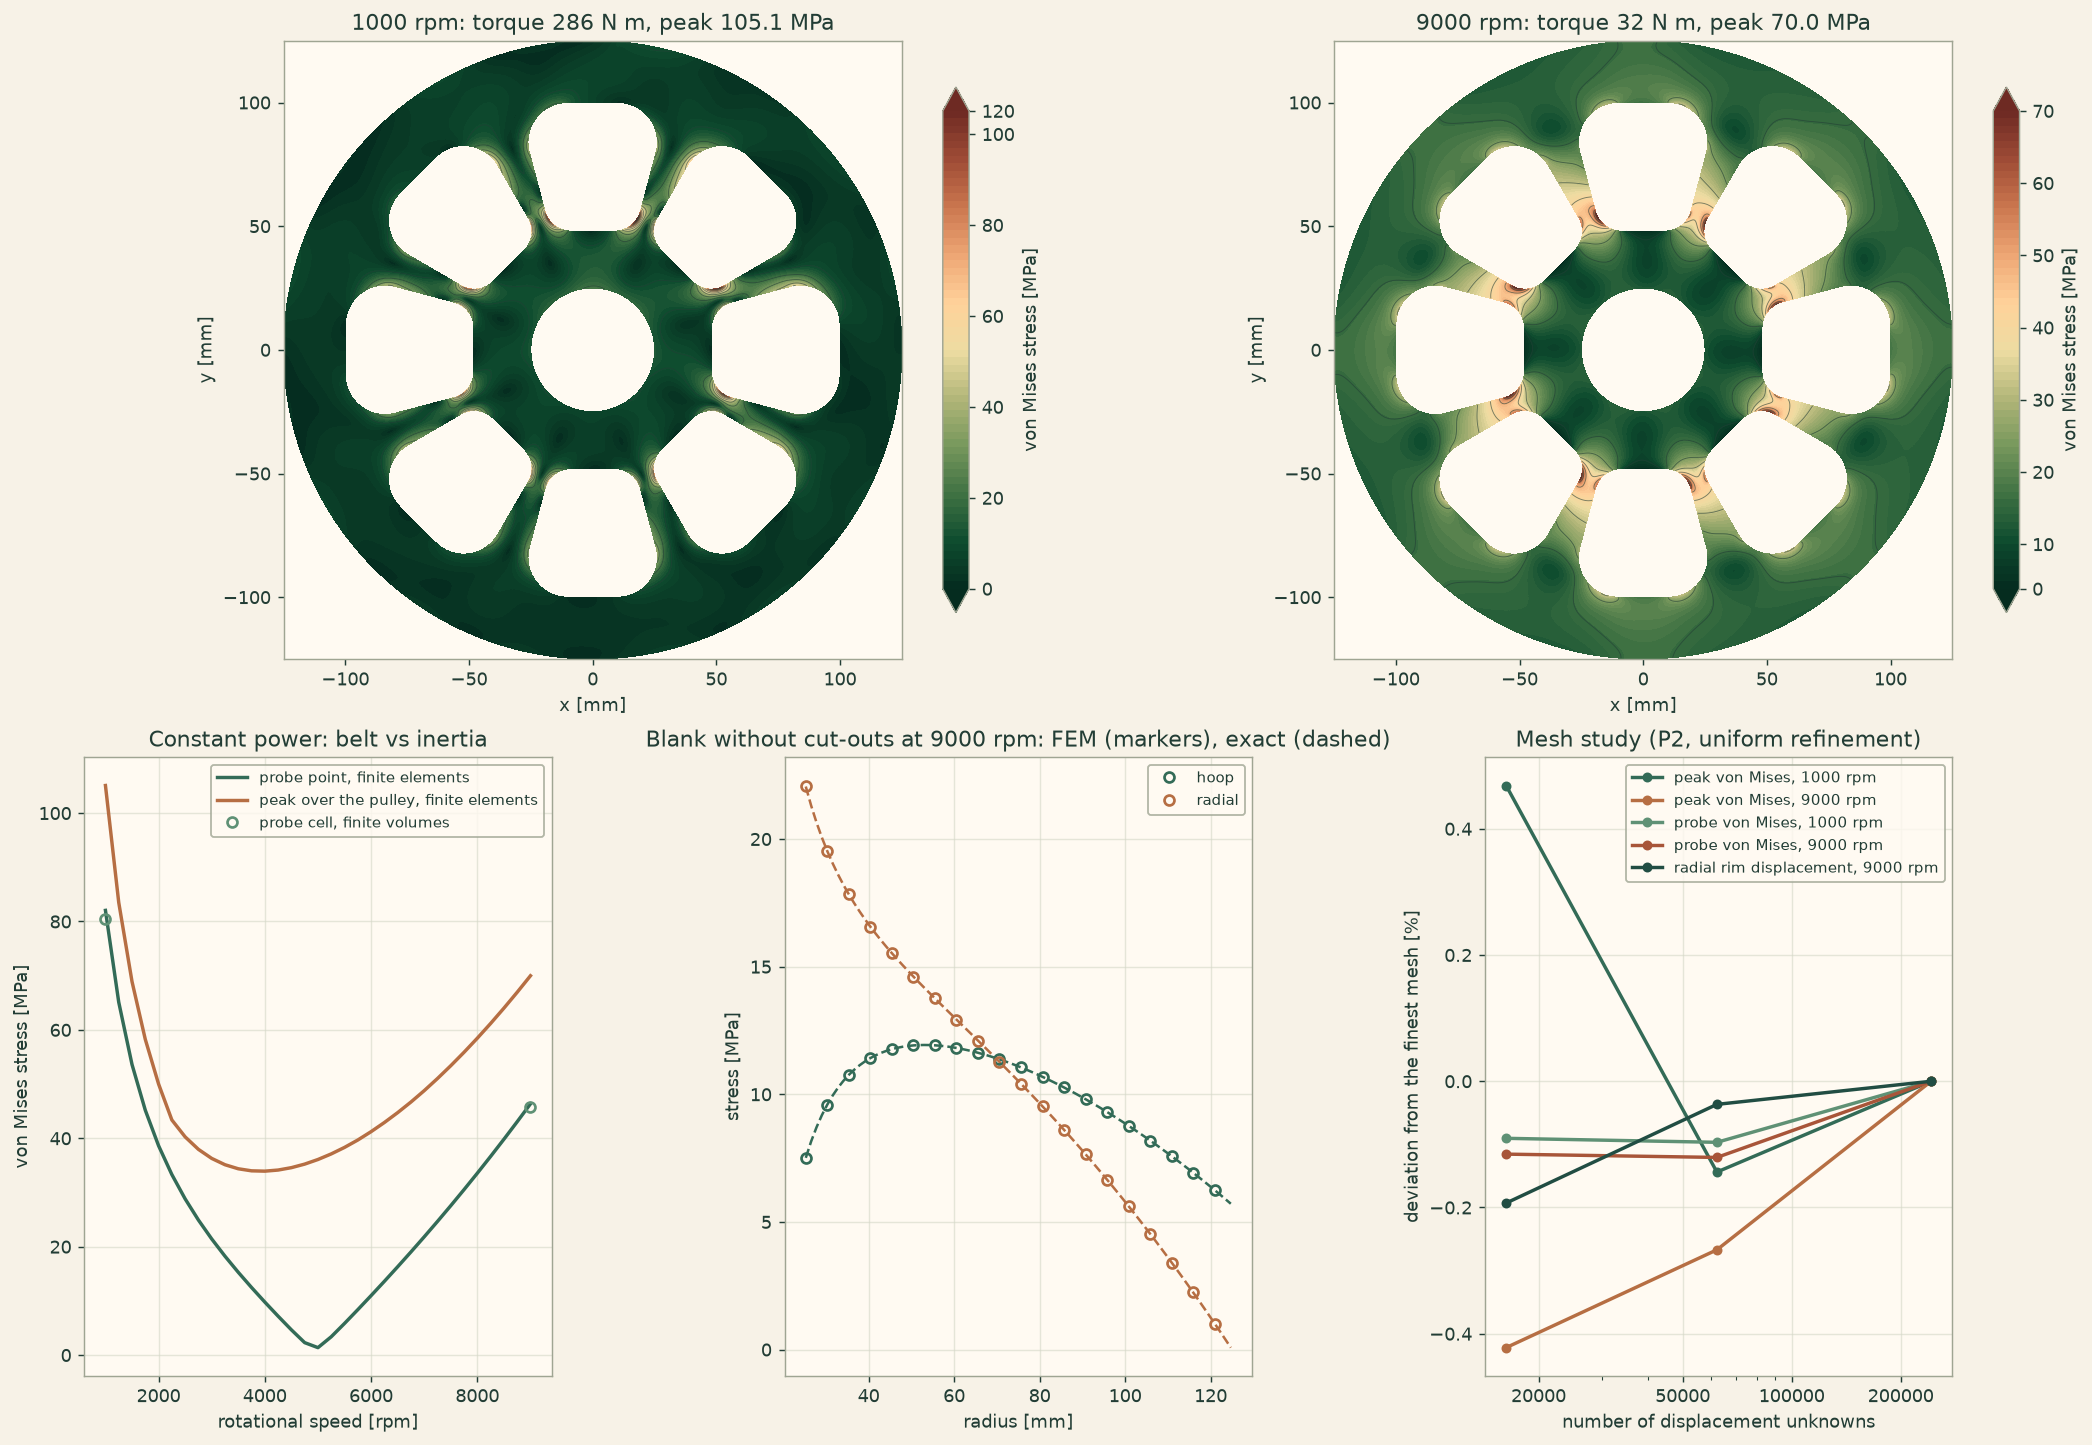 1000 rpm: torque 286 N m, peak 105.1 MPa
100
50
0
−50
−100
y [mm]
−100
−50
0
50
100
x [mm]
120
100
80
60
40
20
0
von Mises stress [MPa]
9000 rpm: torque 32 N m, peak 70.0 MPa
100
50
0
−50
−100
y [mm]
−100
−50
0
50
100
x [mm]
70
60
50
40
30
20
10
0
von Mises stress [MPa]
Constant power: belt vs inertia
probe point, finite elements
peak over the pulley, finite elements
probe cell, finite volumes
100
80
60
40
20
0
von Mises stress [MPa]
2000
4000
6000
8000
rotational speed [rpm]
Blank without cut-outs at 9000 rpm: FEM (markers), exact (dashed)
hoop
radial
20
15
10
5
0
stress [MPa]
40
60
80
100
120
radius [mm]
Mesh study (P2, uniform refinement)
peak von Mises, 1000 rpm
peak von Mises, 9000 rpm
probe von Mises, 1000 rpm
probe von Mises, 9000 rpm
radial rim displacement, 9000 rpm
0.4
0.2
0.0
−0.2
−0.4
deviation from the finest mesh [%]
20000
50000
100000
200000
number of displacement unknowns